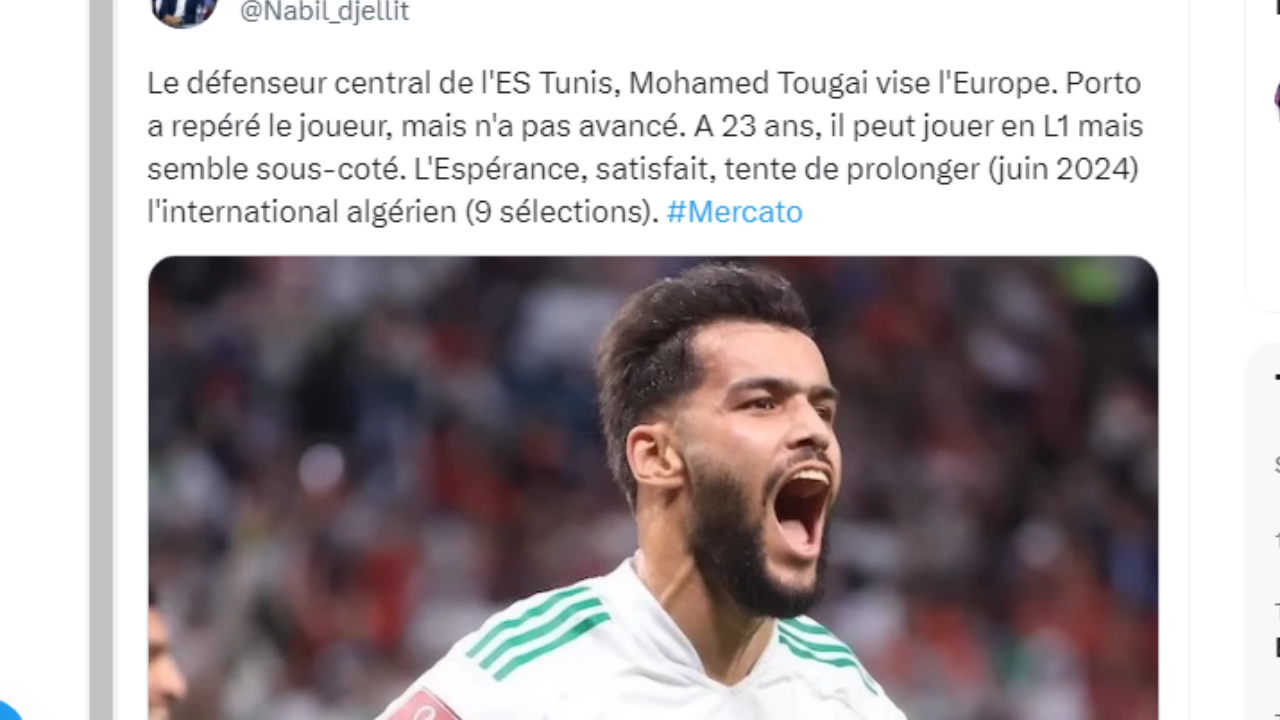 @Nabil_djellit
Le défenseur central de l'ES Tunis, Mohamed Tougai vise l'Europe. Porto
a repéré le joueur, mais n'a pas avancé. A 23 ans, il peut jouer en L1 mais
semble sous-coté. L'Espérance, satisfait, tente de prolonger (juin 2024)
l'international algérien (9 sélections). #Mercato